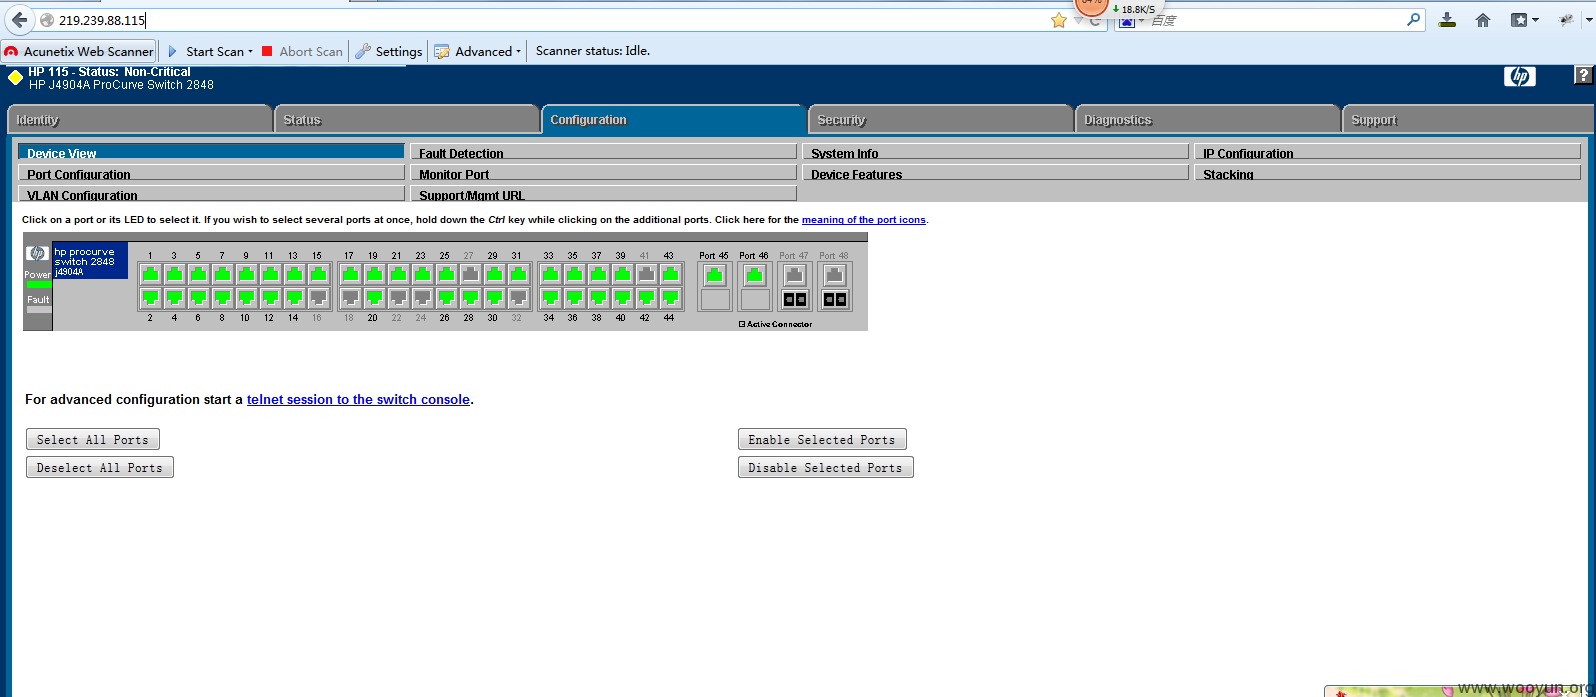 219.239.88.115
84%
18.8K/S
百度
Acunetix Web Scanner Start Scan Abort Scan Settings Advanced Scanner status: Idle.
HP 115 - Status: Non-Critical
HP J4904A ProCurve Switch 2848
hp
?
Identity Status Configuration Security Diagnostics Support
Device View Fault Detection System Info IP Configuration
Port Configuration Monitor Port Device Features Stacking
VLAN Configuration Support/Mgmt URL
Click on a port or its LED to select it. If you wish to select several ports at once, hold down the Ctrl key while clicking on the additional ports. Click here for the meaning of the port icons.
hp procurve
switch 2848
j4904A
Power
Fault
1 3 5 7 9 11 13 15 17 19 21 23 25 27 29 31 33 35 37 39 41 43 Port 45 Port 46 Port 47 Port 48
2 4 6 8 10 12 14 16 18 20 22 24 26 28 30 32 34 36 38 40 42 44
Active Connector
For advanced configuration start a telnet session to the switch console.
Select All Ports Enable Selected Ports
Deselect All Ports Disable Selected Ports
www.wooyun.org